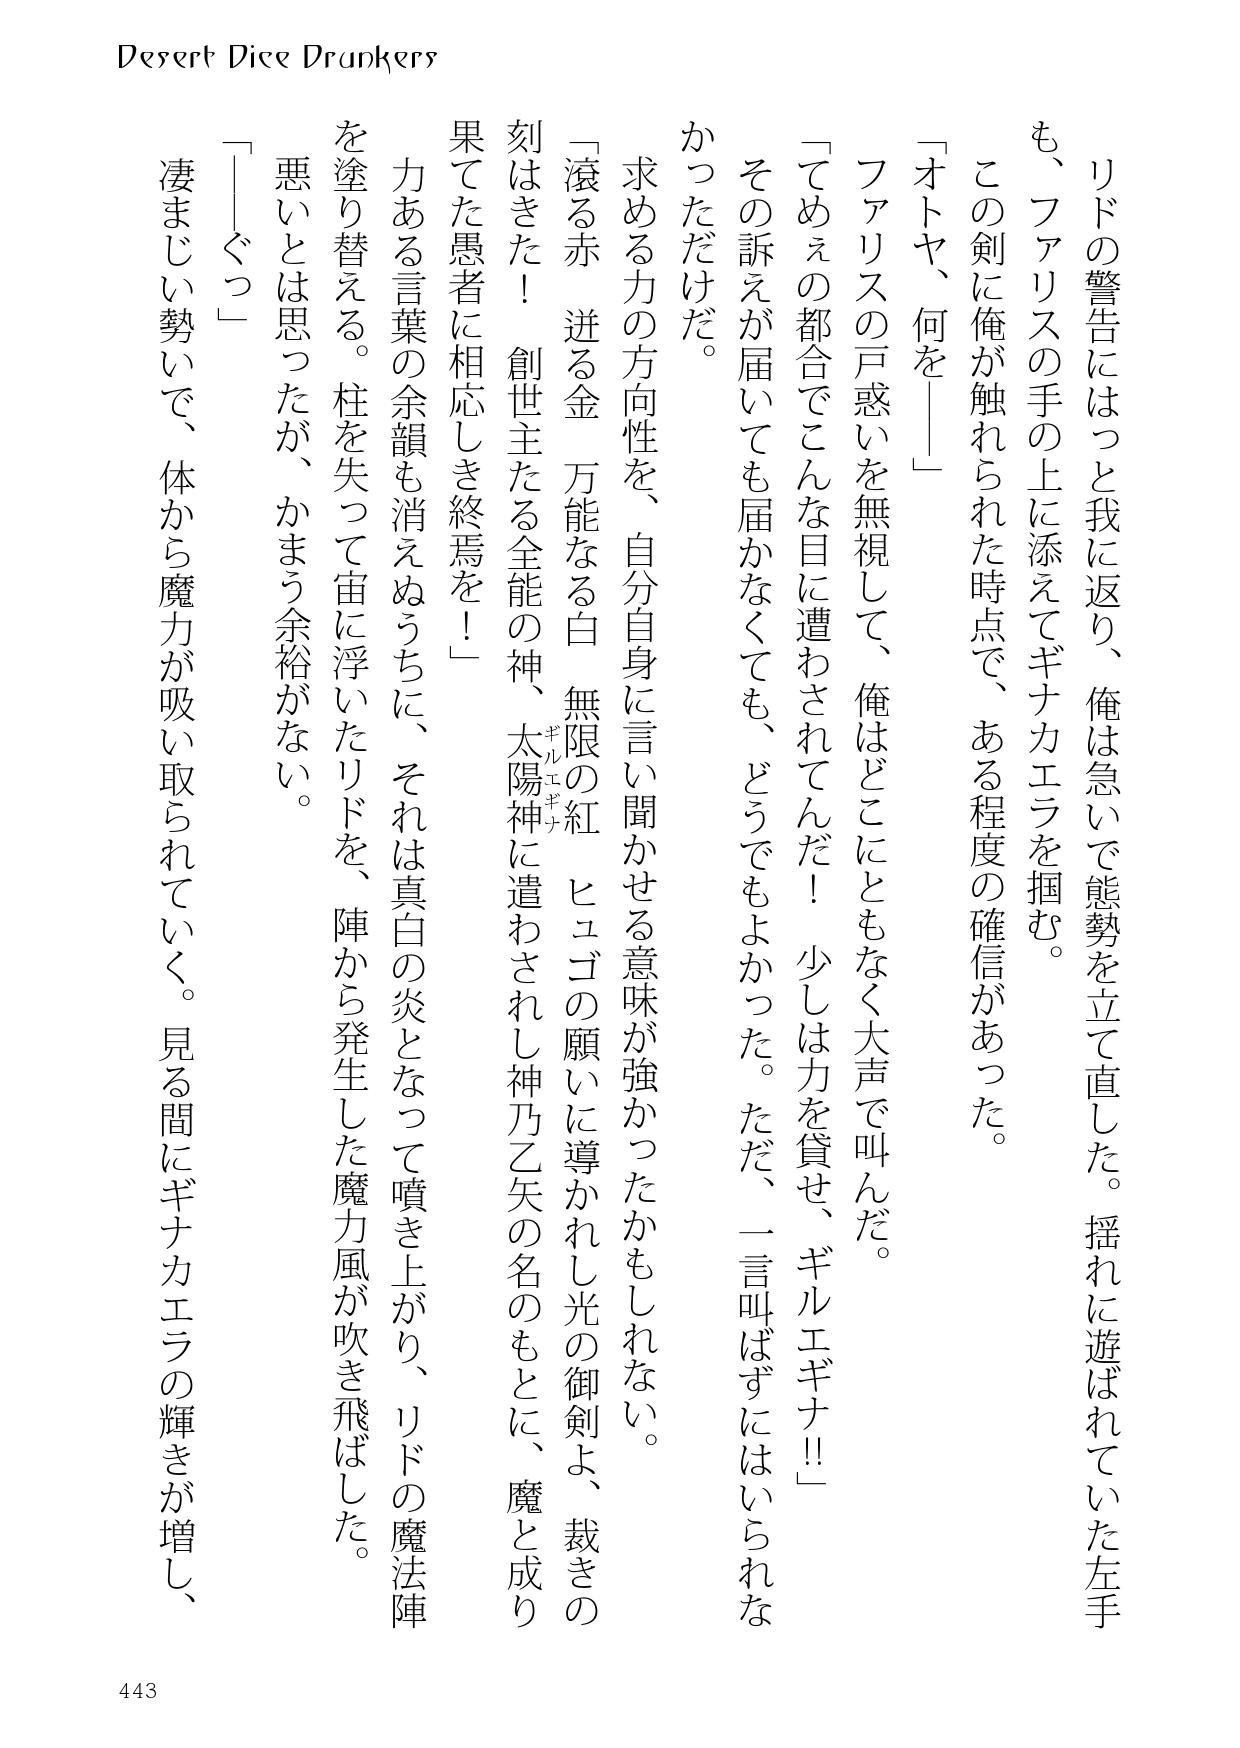 Desert Dice Drunkers
　リドの警告にはっと我に返り、俺は急いで態勢を立て直した。揺れに遊ばれていた左手
も、ファリスの手の上に添えてギナカエラを掴む。
　この剣に俺が触れられた時点で、ある程度の確信があった。
「オトヤ、何を――」
　ファリスの戸惑いを無視して、俺はどこにともなく大声で叫んだ。
「てめぇの都合でこんな目に遭わされてんだ！　少しは力を貸せ、ギルエギナ!!」
　その訴えが届いても届かなくても、どうでもよかった。ただ、一言叫ばずにはいられな
かっただけだ。
　求める力の方向性を、自分自身に言い聞かせる意味が強かったかもしれない。
「滾る赤　迸る金　万能なる白　無限の紅　ヒュゴの願いに導かれし光の御剣よ、裁きの
刻はきた！　創世主たる全能の神、太陽神ギルエギナに遣わされし神乃乙矢の名のもとに、魔と成り
果てた愚者に相応しき終焉を！」
　力ある言葉の余韻も消えぬうちに、それは真白の炎となって噴き上がり、リドの魔法陣
を塗り替える。柱を失って宙に浮いたリドを、陣から発生した魔力風が吹き飛ばした。
　悪いとは思ったが、かまう余裕がない。
「――ぐっ」
　凄まじい勢いで、体から魔力が吸い取られていく。見る間にギナカエラの輝きが増し、
443